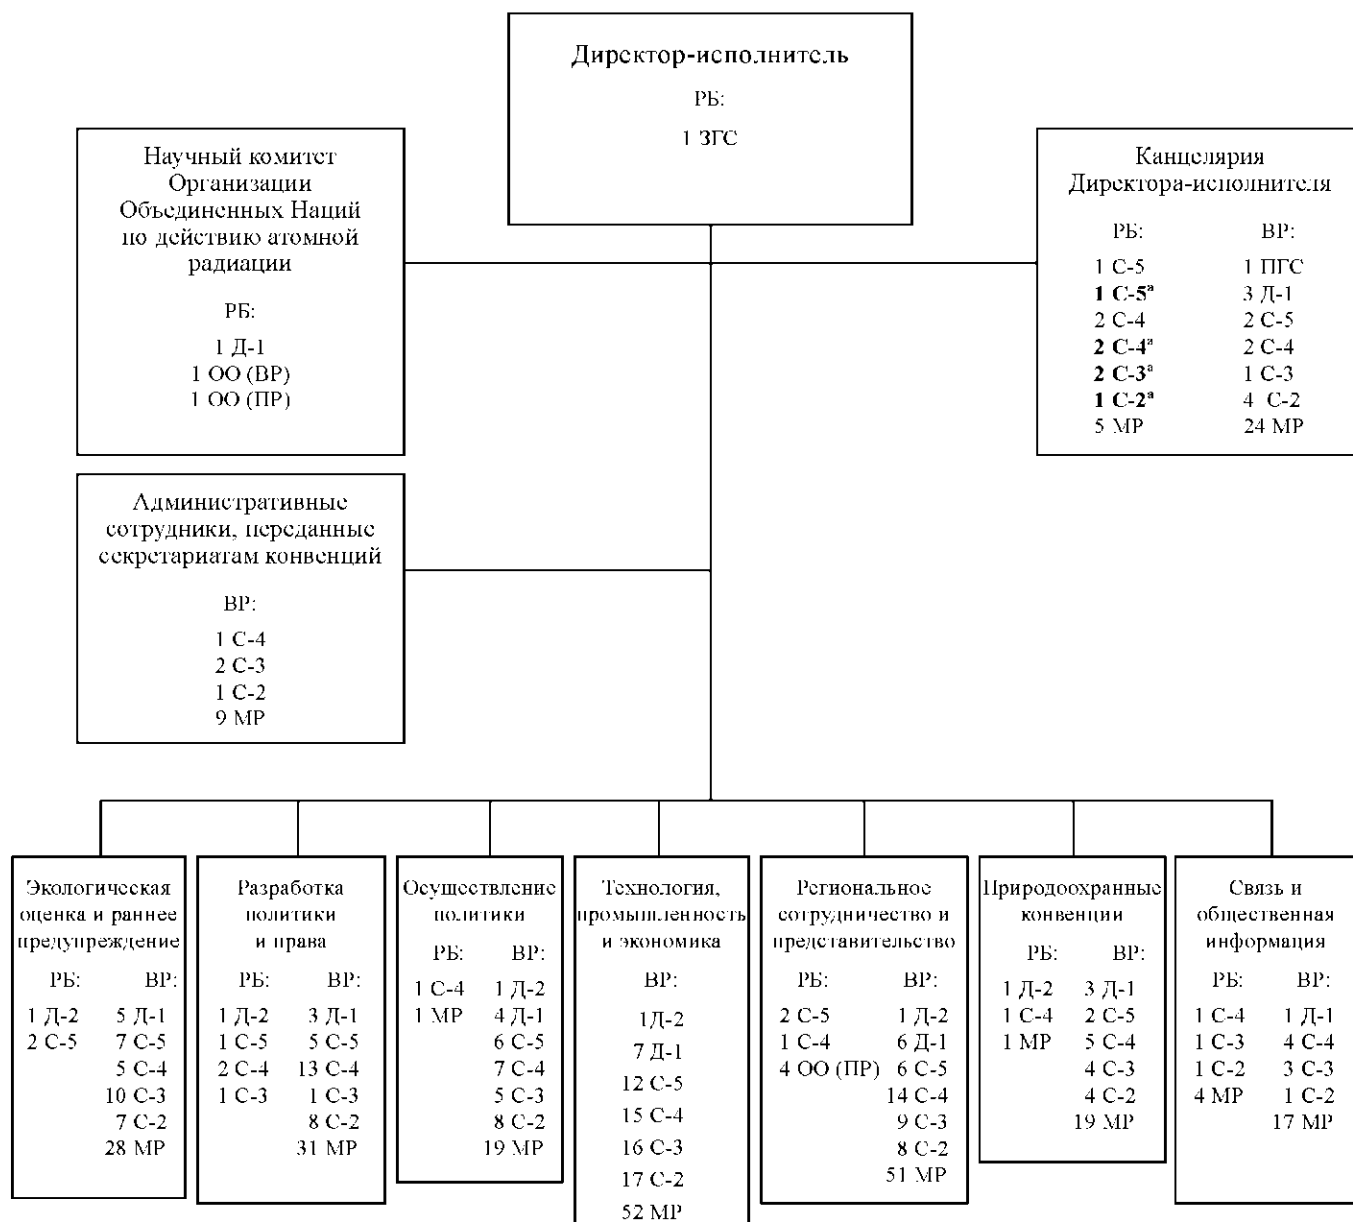 Директор-исполнитель
РБ:
1 ЗГС
Научный комитет
Организации
Объединенных Наций
по действию атомной
радиации
РБ:
1 Д-1
1 ОО (ВР)
1 ОО (ПР)
Канцелярия
Директора-исполнителя
РБ: ВР:
1 С-5 1 ПГС
1 С-5ª 3 Д-1
2 С-4 2 С-5
2 С-4ª 2 С-4
2 С-3ª 1 С-3
1 С-2ª 4 С-2
5 МР 24 МР
Административные
сотрудники, переданные
секретариатам конвенций
ВР:
1 С-4
2 С-3
1 С-2
9 МР
Экологическая
оценка и раннее
предупреждение
РБ: ВР:
1 Д-2 5 Д-1
2 С-5 7 С-5
5 С-4
10 С-3
7 С-2
28 МР
Разработка
политики
и права
РБ: ВР:
1 Д-2 3 Д-1
1 С-5 5 С-5
2 С-4 13 С-4
1 С-3 1 С-3
8 С-2
31 МР
Осуществление
политики
РБ: ВР:
1 С-4 1 Д-2
1 МР 4 Д-1
6 С-5
7 С-4
5 С-3
8 С-2
19 МР
Технология,
промышленность
и экономика
ВР:
1Д-2
7 Д-1
12 С-5
15 С-4
16 С-3
17 С-2
52 МР
Региональное
сотрудничество и
представительство
РБ: ВР:
2 С-5 1 Д-2
1 С-4 6 Д-1
4 ОО (ПР) 6 С-5
14 С-4
9 С-3
8 С-2
51 МР
Природоохранные
конвенции
РБ: ВР:
1 Д-2 3 Д-1
1 С-4 2 С-5
1 МР 5 С-4
4 С-3
4 С-2
19 МР
Связь и
общественная
информация
РБ: ВР:
1 С-4 1 Д-1
1 С-3 4 С-4
1 С-2 3 С-3
4 МР 1 С-2
17 МР